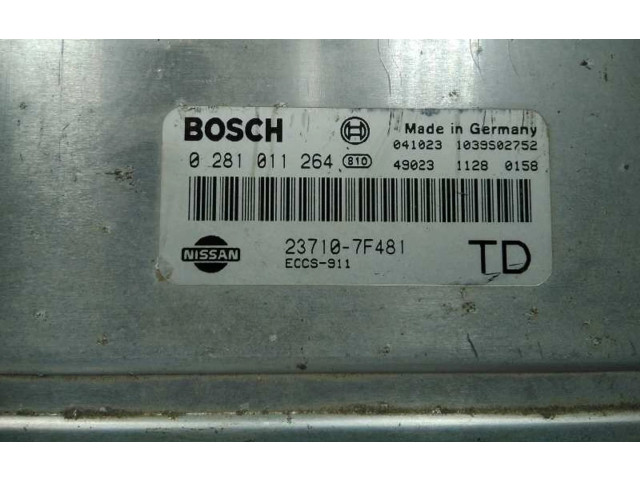 BOSCH Made in Germany
041023 1039S02752
0 281 011 264 810 49023 1128 0158
NISSAN 23710-7F481 TD
ECCS-911